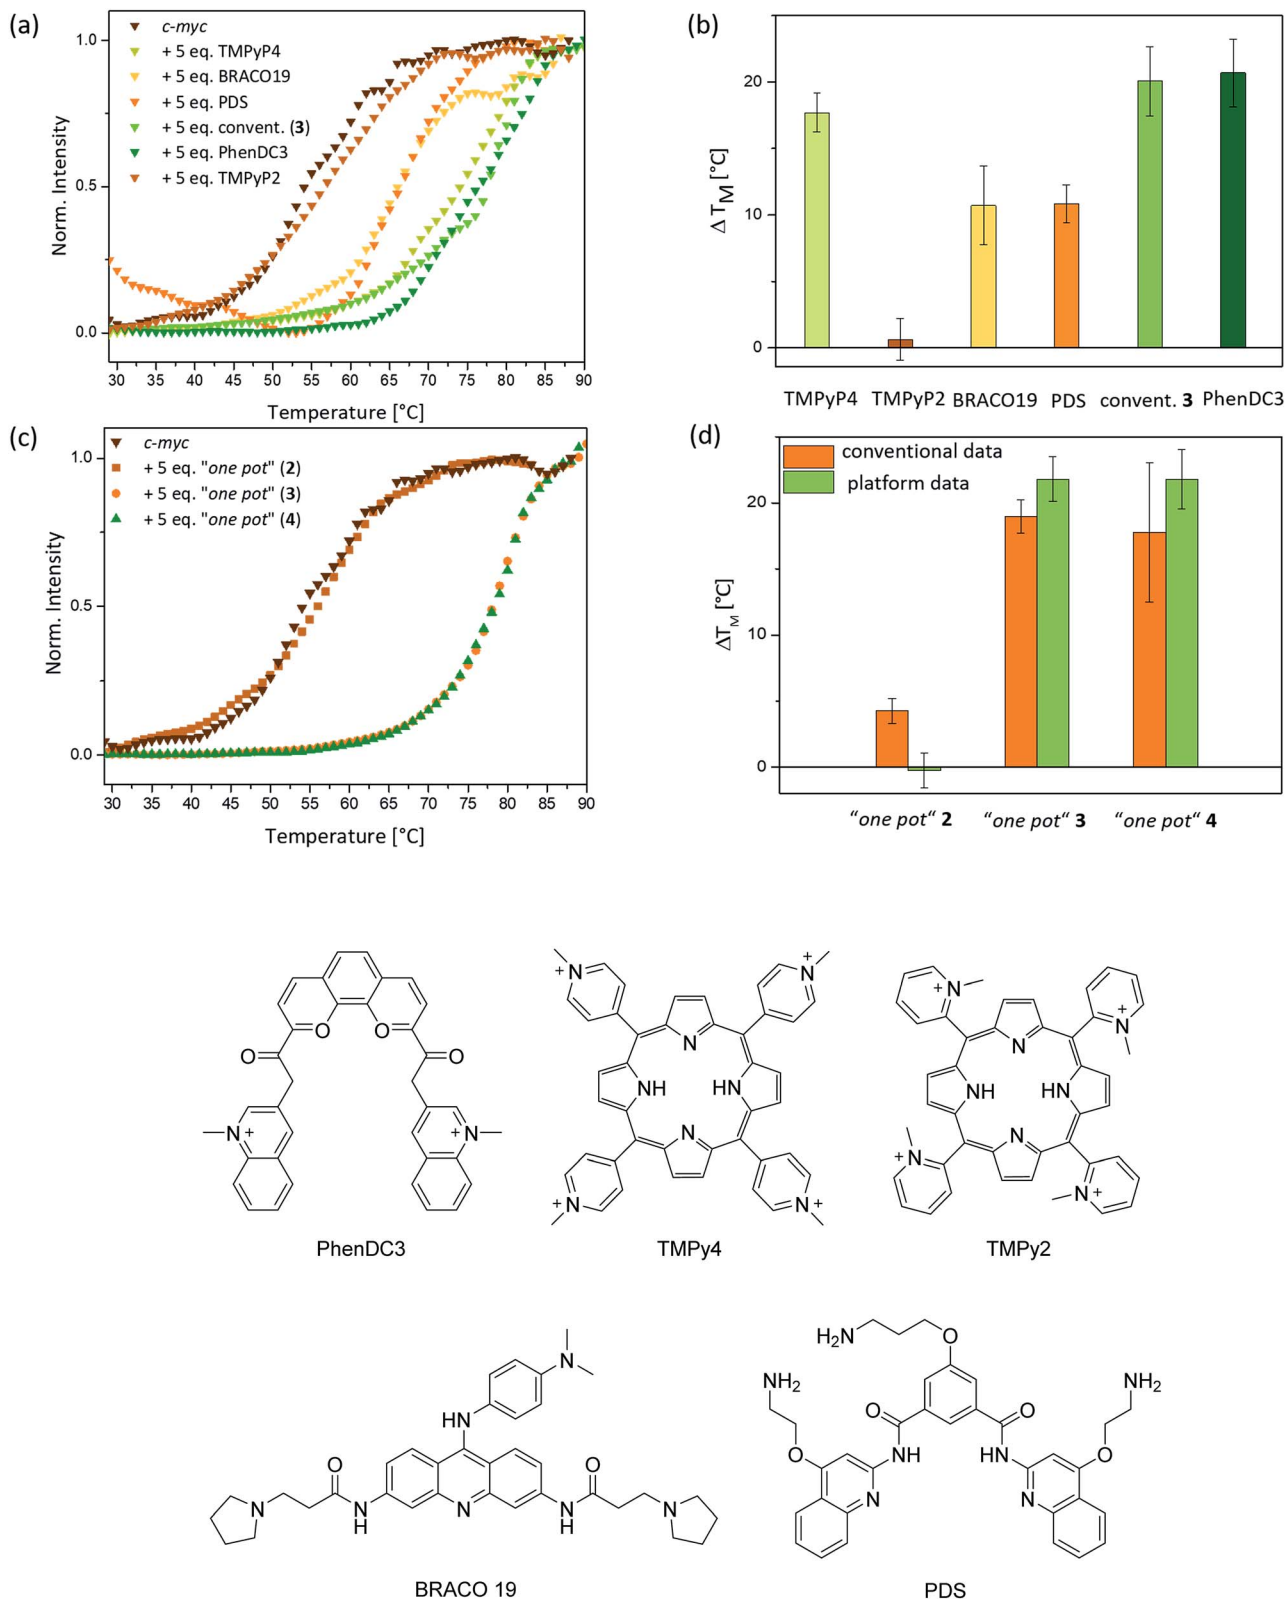 (a)
c-myc
+ 5 eq. TMPyP4
+ 5 eq. BRACO19
+ 5 eq. PDS
+ 5 eq. convent. (3)
+ 5 eq. PhenDC3
+ 5 eq. TMPyP2
Norm. Intensity
1.0
0.5
0.0
30 35 40 45 50 55 60 65 70 75 80 85 90
Temperature [°C]
(b)
ΔTM [°C]
20
10
0
TMPyP4 TMPyP2 BRACO19 PDS convent. 3 PhenDC3
(c)
c-myc
+ 5 eq. "one pot" (2)
+ 5 eq. "one pot" (3)
+ 5 eq. "one pot" (4)
Norm. Intensity
1.0
0.5
0.0
30 35 40 45 50 55 60 65 70 75 80 85 90
Temperature [°C]
(d)
conventional data
platform data
ΔTM [°C]
20
10
0
“one pot“ 2 “one pot“ 3 “one pot“ 4
O O
O O
N + + N
PhenDC3
+ N N +
N
NH HN
N
+ N N +
TMPy4
+ N + N
N
NH HN
N
+ N N +
TMPy2
N
HN
O O
N N H N N H N
BRACO 19
H2N O
NH2 NH2
O O
O NH HN O
N N
PDS